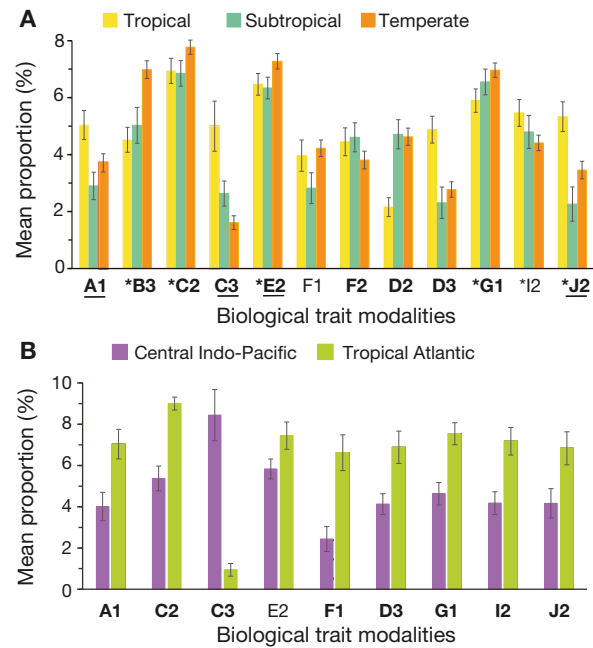 A
Tropical Subtropical Temperate
Mean proportion (%)
8
6
4
2
0
A1 *B3 *C2 C3 *E2 F1 F2 D2 D3 *G1 *I2 *J2
Biological trait modalities
B
Central Indo-Pacific Tropical Atlantic
Mean proportion (%)
10
8
6
4
2
0
A1 C2 C3 E2 F1 D3 G1 I2 J2
Biological trait modalities